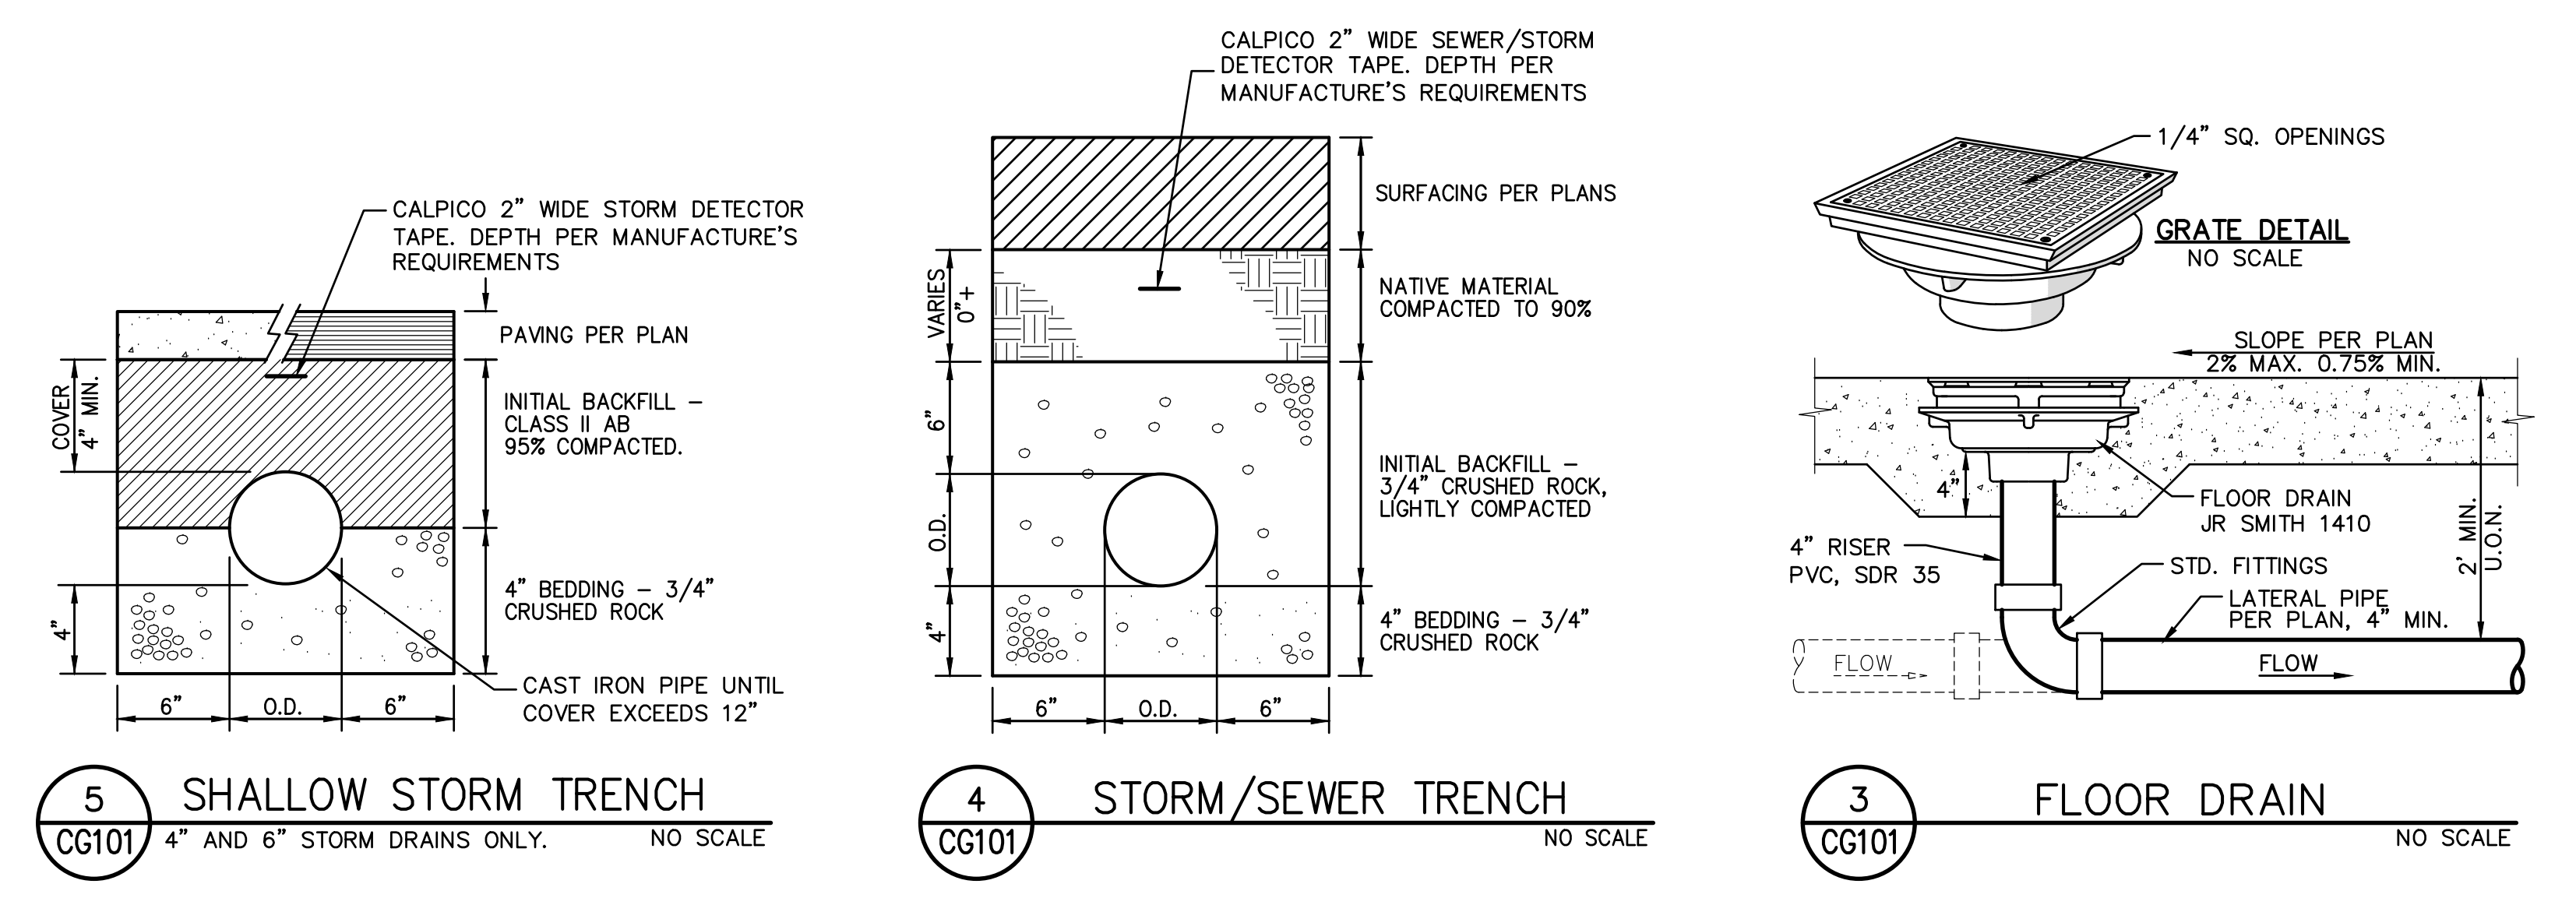 CALPICO 2” WIDE STORM DETECTOR
TAPE. DEPTH PER MANUFACTURE’S
REQUIREMENTS
PAVING PER PLAN
COVER
4” MIN.
INITIAL BACKFILL –
CLASS II AB
95% COMPACTED.
4” BEDDING – 3/4”
CRUSHED ROCK
4”
CAST IRON PIPE UNTIL
COVER EXCEEDS 12”
6”
O.D.
6”
5
CG101
SHALLOW STORM TRENCH
4” AND 6” STORM DRAINS ONLY.
NO SCALE
CALPICO 2” WIDE SEWER/STORM
DETECTOR TAPE. DEPTH PER
MANUFACTURE’S REQUIREMENTS
SURFACING PER PLANS
VARIES
0”+
NATIVE MATERIAL
COMPACTED TO 90%
6”
INITIAL BACKFILL –
3/4” CRUSHED ROCK,
LIGHTLY COMPACTED
O.D.
4”
4” BEDDING – 3/4”
CRUSHED ROCK
6”
O.D.
6”
4
CG101
STORM/SEWER TRENCH
NO SCALE
1/4” SQ. OPENINGS
GRATE DETAIL
NO SCALE
SLOPE PER PLAN
2% MAX. 0.75% MIN.
4”
FLOOR DRAIN
JR SMITH 1410
2’ MIN.
U.O.N.
4” RISER
PVC, SDR 35
STD. FITTINGS
LATERAL PIPE
PER PLAN, 4” MIN.
FLOW
FLOW
3
CG101
FLOOR DRAIN
NO SCALE